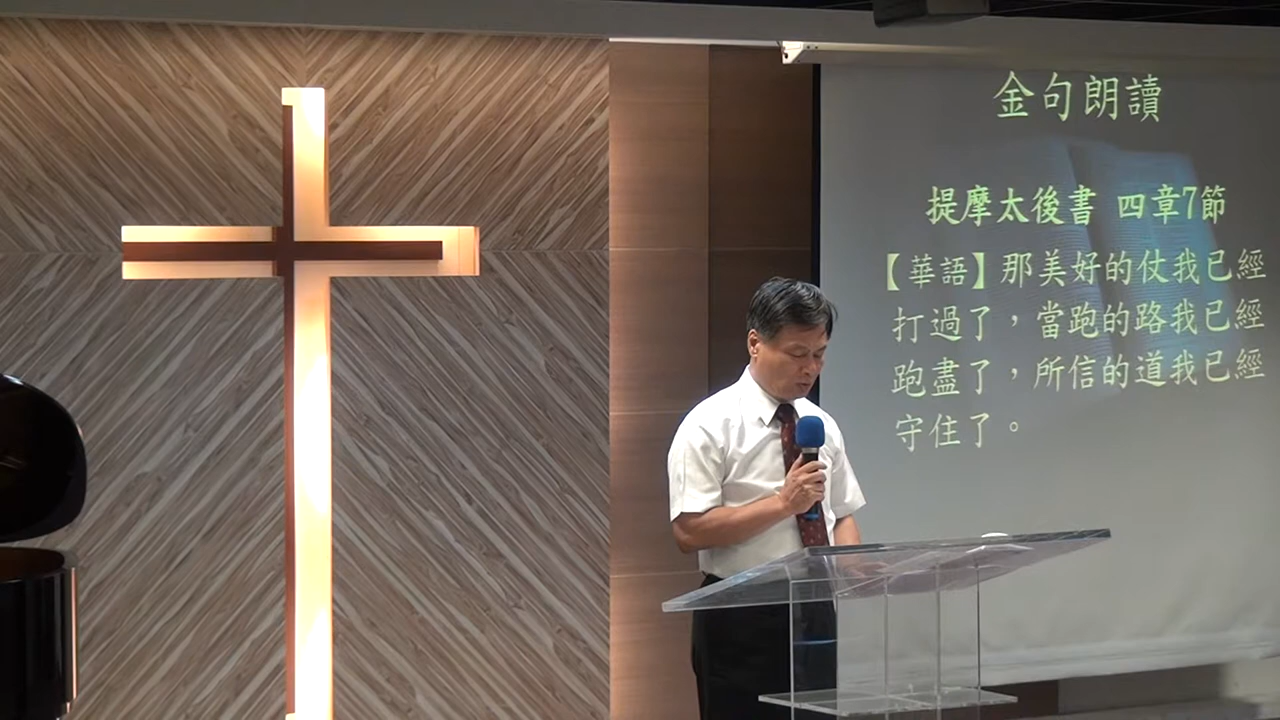 金句朗讀
提摩太後書 四章7節
【華語】那美好的仗我已經
打過了，當跑的路我已經
跑盡了，所信的道我已經
守住了。